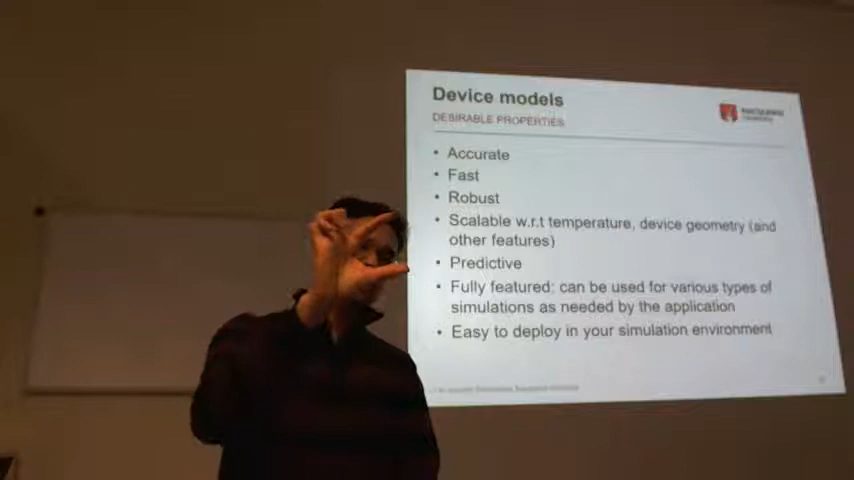 Device models
DESIRABLE PROPERTIES
• Accurate
• Fast
• Robust
• Scalable w.r.t temperature, device geometry (and
other features)
• Predictive
• Fully featured: can be used for various types of
simulations as needed by the application
• Easy to deploy in your simulation environment